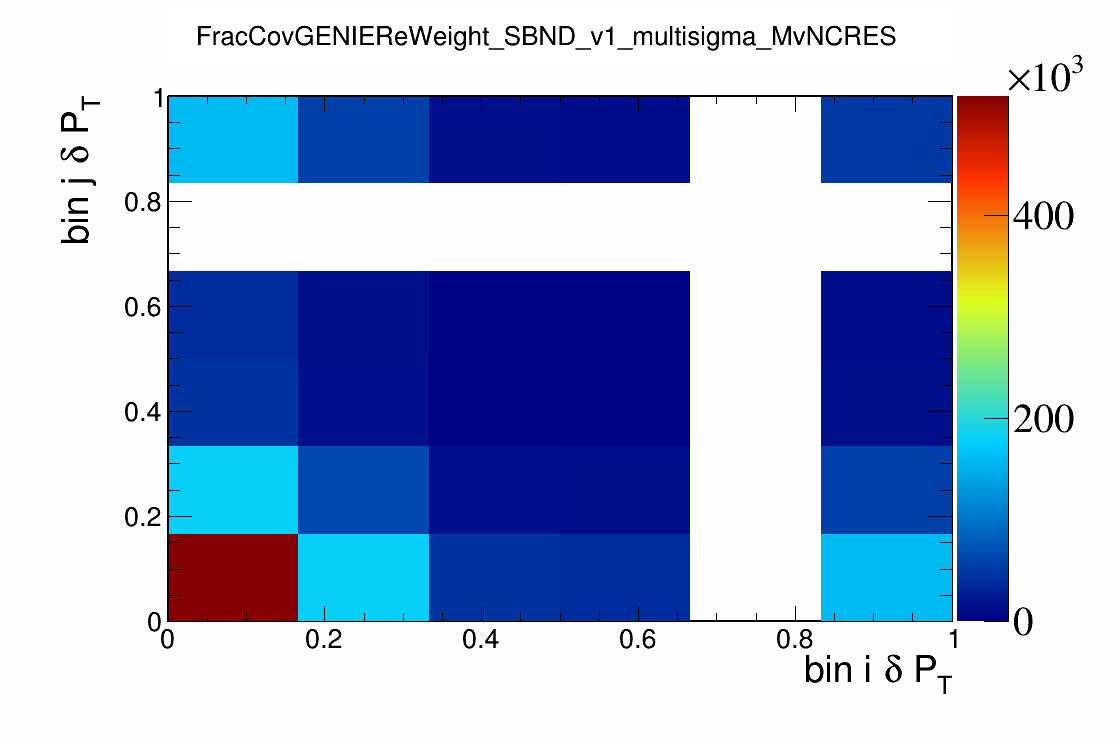 FracCovGENIEReWeight_SBND_v1_multisigma_MvNCRES
×10³
bin j δ P_T
1
0.8
0.6
0.4
0.2
0
0 0.2 0.4 0.6 0.8 1
bin i δ P_T
400
200
0